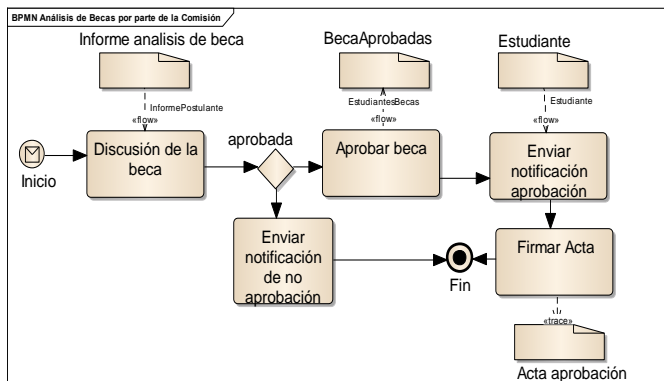 BPMN Análisis de Becas por parte de la Comisión
Informe analisis de beca
BecaAprobadas
Estudiante
InformePostulante
«flow»
EstudiantesBecas
«flow»
Estudiante
«flow»
Inicio
Discusión de la
beca
aprobada
Aprobar beca
Enviar
notificación
aprobación
Enviar
notificación
de no
aprobación
Fin
Firmar Acta
«trace»
Acta aprobación